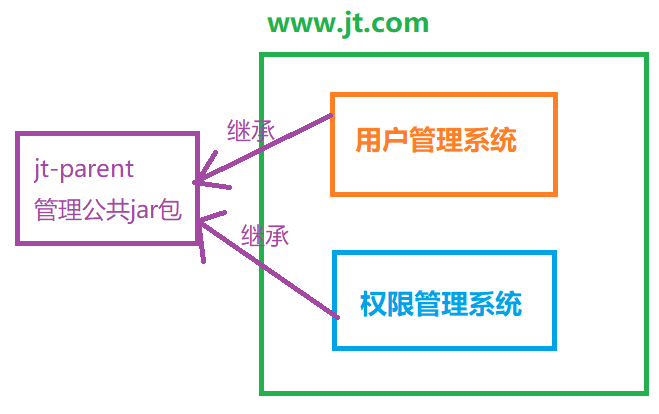 www.jt.com
继承
用户管理系统
jt-parent
管理公共jar包
继承
权限管理系统